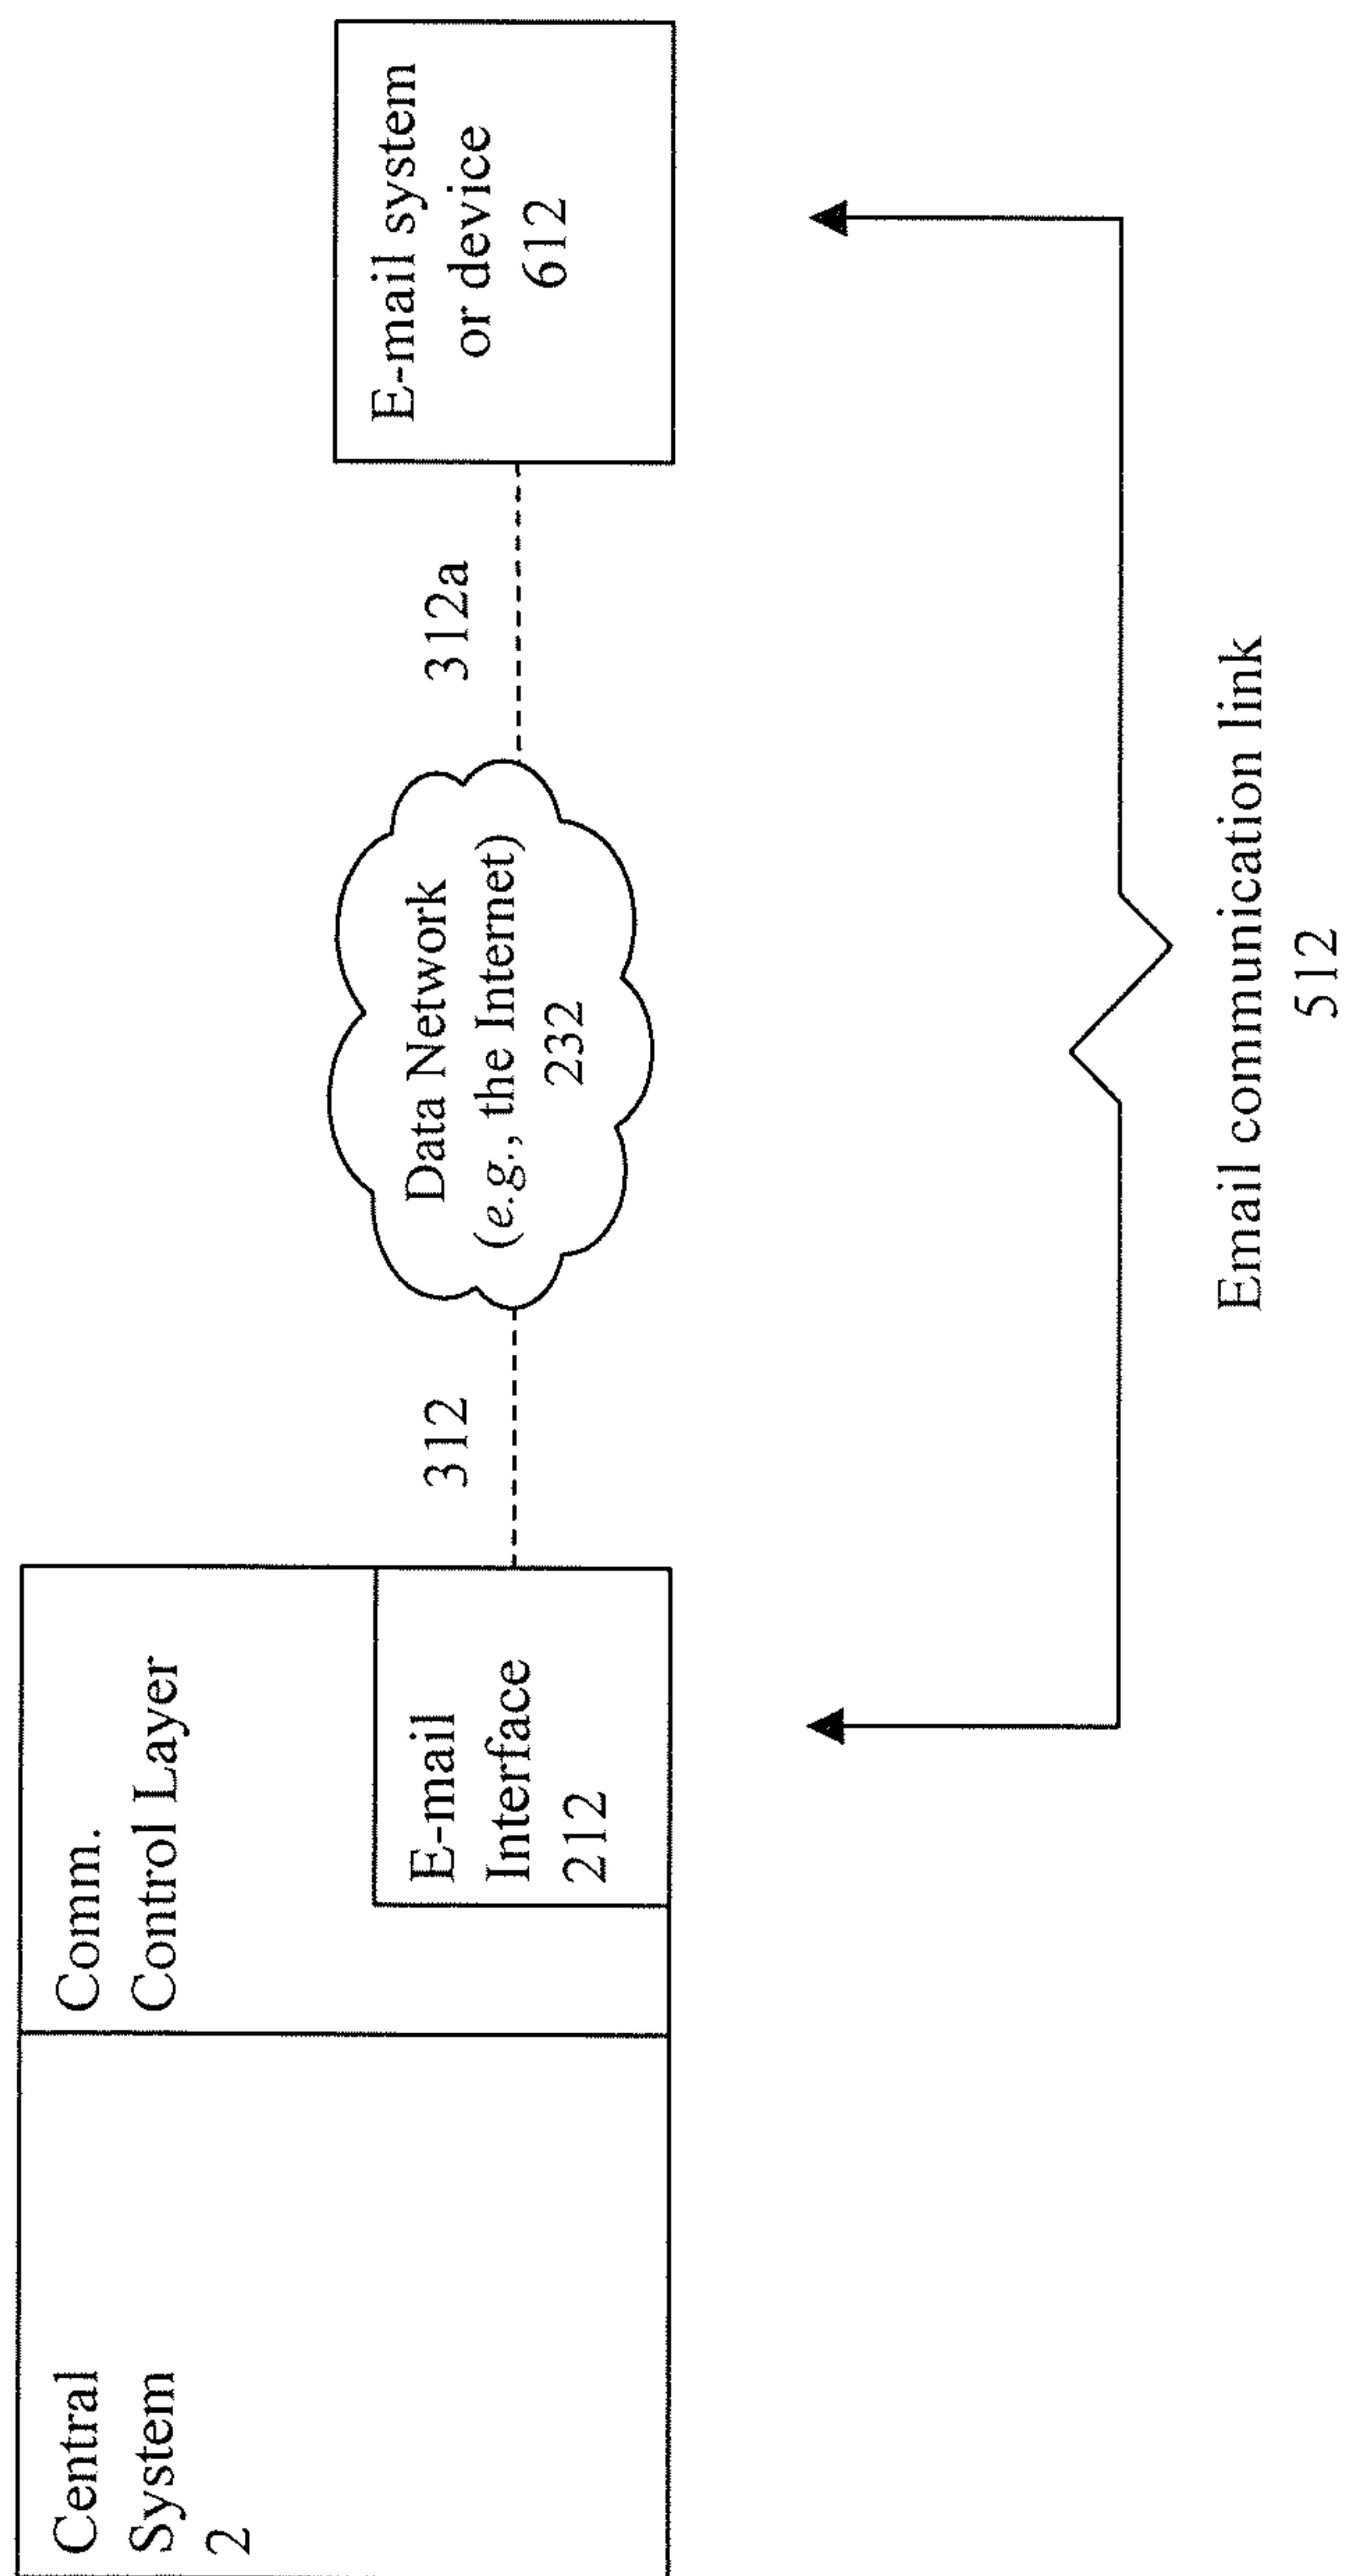 Central
System
2
Comm.
Control Layer
E-mail
Interface
212
312
Data Network
(e.g., the Internet)
232
312a
E-mail system
or device
612
Email communication link
512